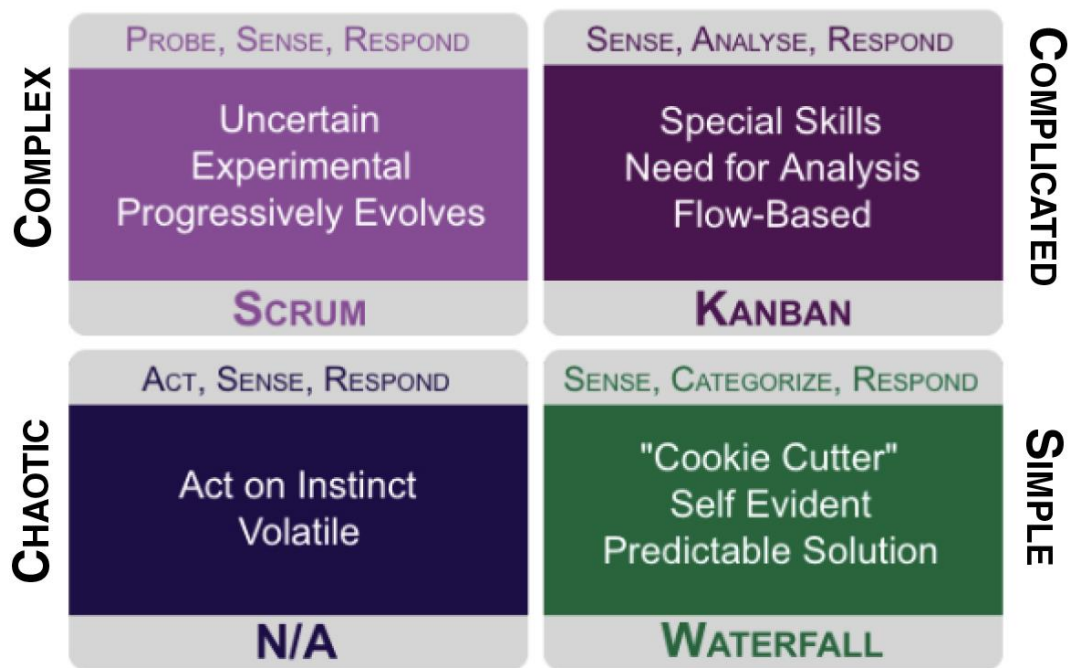 COMPLEX
PROBE, SENSE, RESPOND
Uncertain
Experimental
Progressively Evolves
SCRUM
SENSE, ANALYSE, RESPOND
Special Skills
Need for Analysis
Flow-Based
KANBAN
COMPLICATED
CHAOTIC
ACT, SENSE, RESPOND
Act on Instinct
Volatile
N/A
SENSE, CATEGORIZE, RESPOND
"Cookie Cutter"
Self Evident
Predictable Solution
WATERFALL
SIMPLE